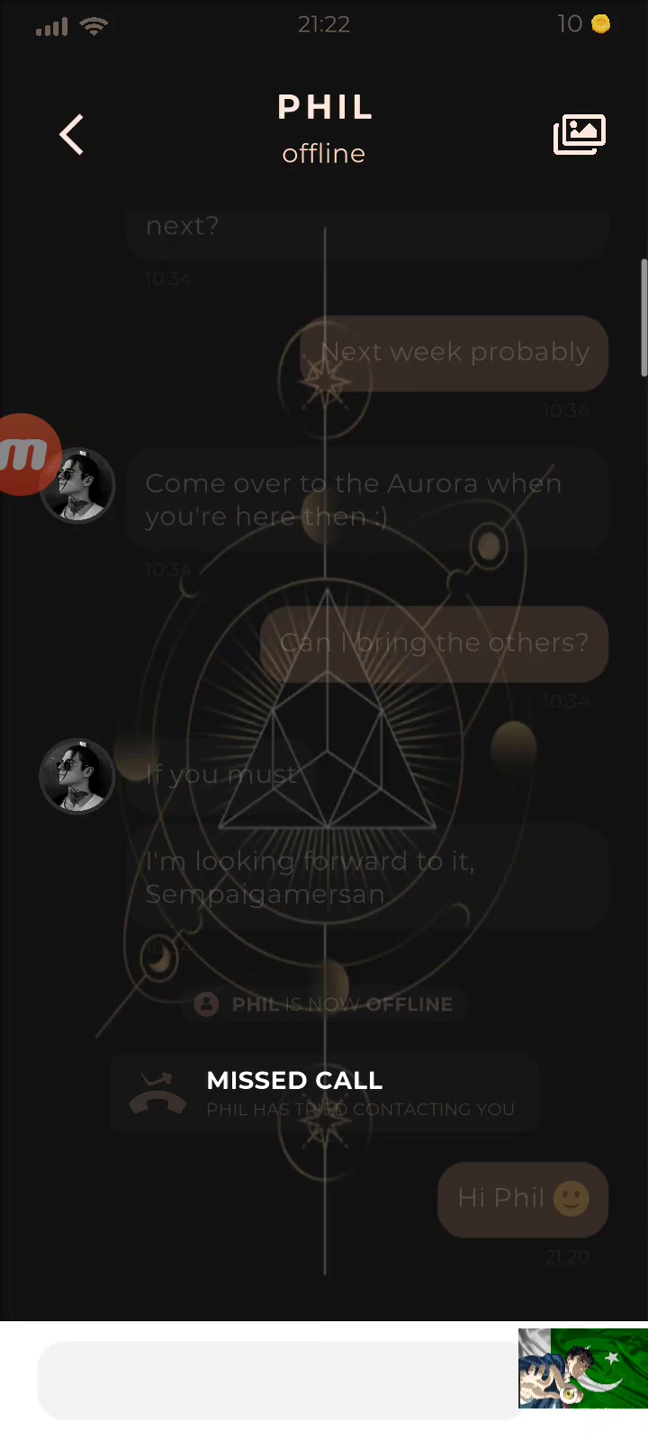 21:22
10
PHIL
offline
next?
10:34
Next week probably
10:34
Come over to the Aurora when
you're here then :)
10:34
Can I bring the others?
10:34
If you must
I'm looking forward to it,
Sempaigamersan
PHIL IS NOW OFFLINE
MISSED CALL
PHIL HAS TRIED CONTACTING YOU
Hi Phil 🙂
21:20